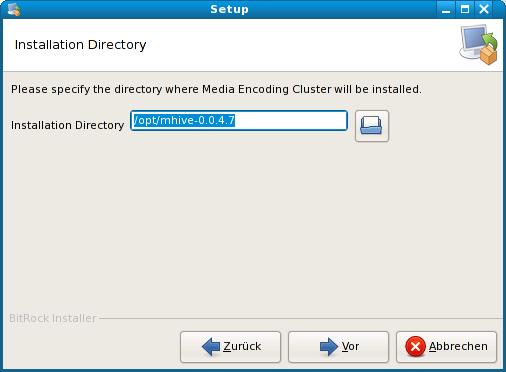 Setup
Installation Directory
Please specify the directory where Media Encoding Cluster will be installed.
Installation Directory /opt/mhive-0.0.4.7
BitRock Installer
Zurück Vor Abbrechen